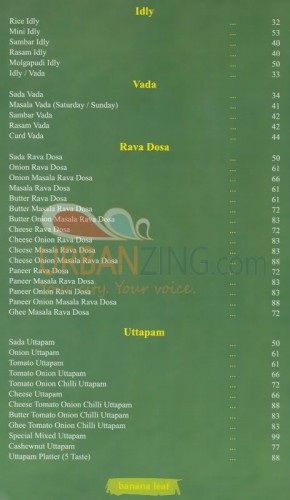 Idly
Rice Idly ... 32
Mini Idly ... 53
Sambar Idly ... 40
Rasam Idly ... 40
Molgapudi Idly ... 50
Idly / Vada ... 33
Vada
Sada Vada ... 34
Masala Vada (Saturday / Sunday) ... 41
Sambar Vada ... 42
Rasam Vada ... 42
Curd Vada ... 44
Rava Dosa
Sada Rava Dosa ... 50
Onion Rava Dosa ... 61
Onion Masala Rava Dosa ... 66
Masala Rava Dosa ... 61
Butter Rava Dosa ... 61
Butter Masala Rava Dosa ... 72
Butter Onion Masala Rava Dosa ... 83
Cheese Rava Dosa ... 72
Cheese Onion Rava Dosa ... 83
Cheese Masala Rava Dosa ... 83
Cheese Onion Masala Rava Dosa ... 88
Paneer Rava Dosa ... 72
Paneer Masala Rava Dosa ... 83
Paneer Onion Rava Dosa ... 83
Paneer Onion Masala Rava Dosa ... 88
Ghee Masala Rava Dosa ... 72
URBANZING.com
Your voice.
Uttapam
Sada Uttapam ... 50
Onion Uttapam ... 61
Tomato Uttapam ... 61
Tomato Onion Uttapam ... 66
Tomato Onion Chilli Uttapam ... 72
Cheese Uttapam ... 66
Cheese Tomato Onion Chilli Uttapam ... 88
Butter Tomato Onion Chilli Uttapam ... 83
Ghee Tomato Onion Chilli Uttapam ... 83
Special Mixed Uttapam ... 99
Cashewnut Uttapam ... 77
Uttapam Platter (5 Taste) ... 88
banana leaf